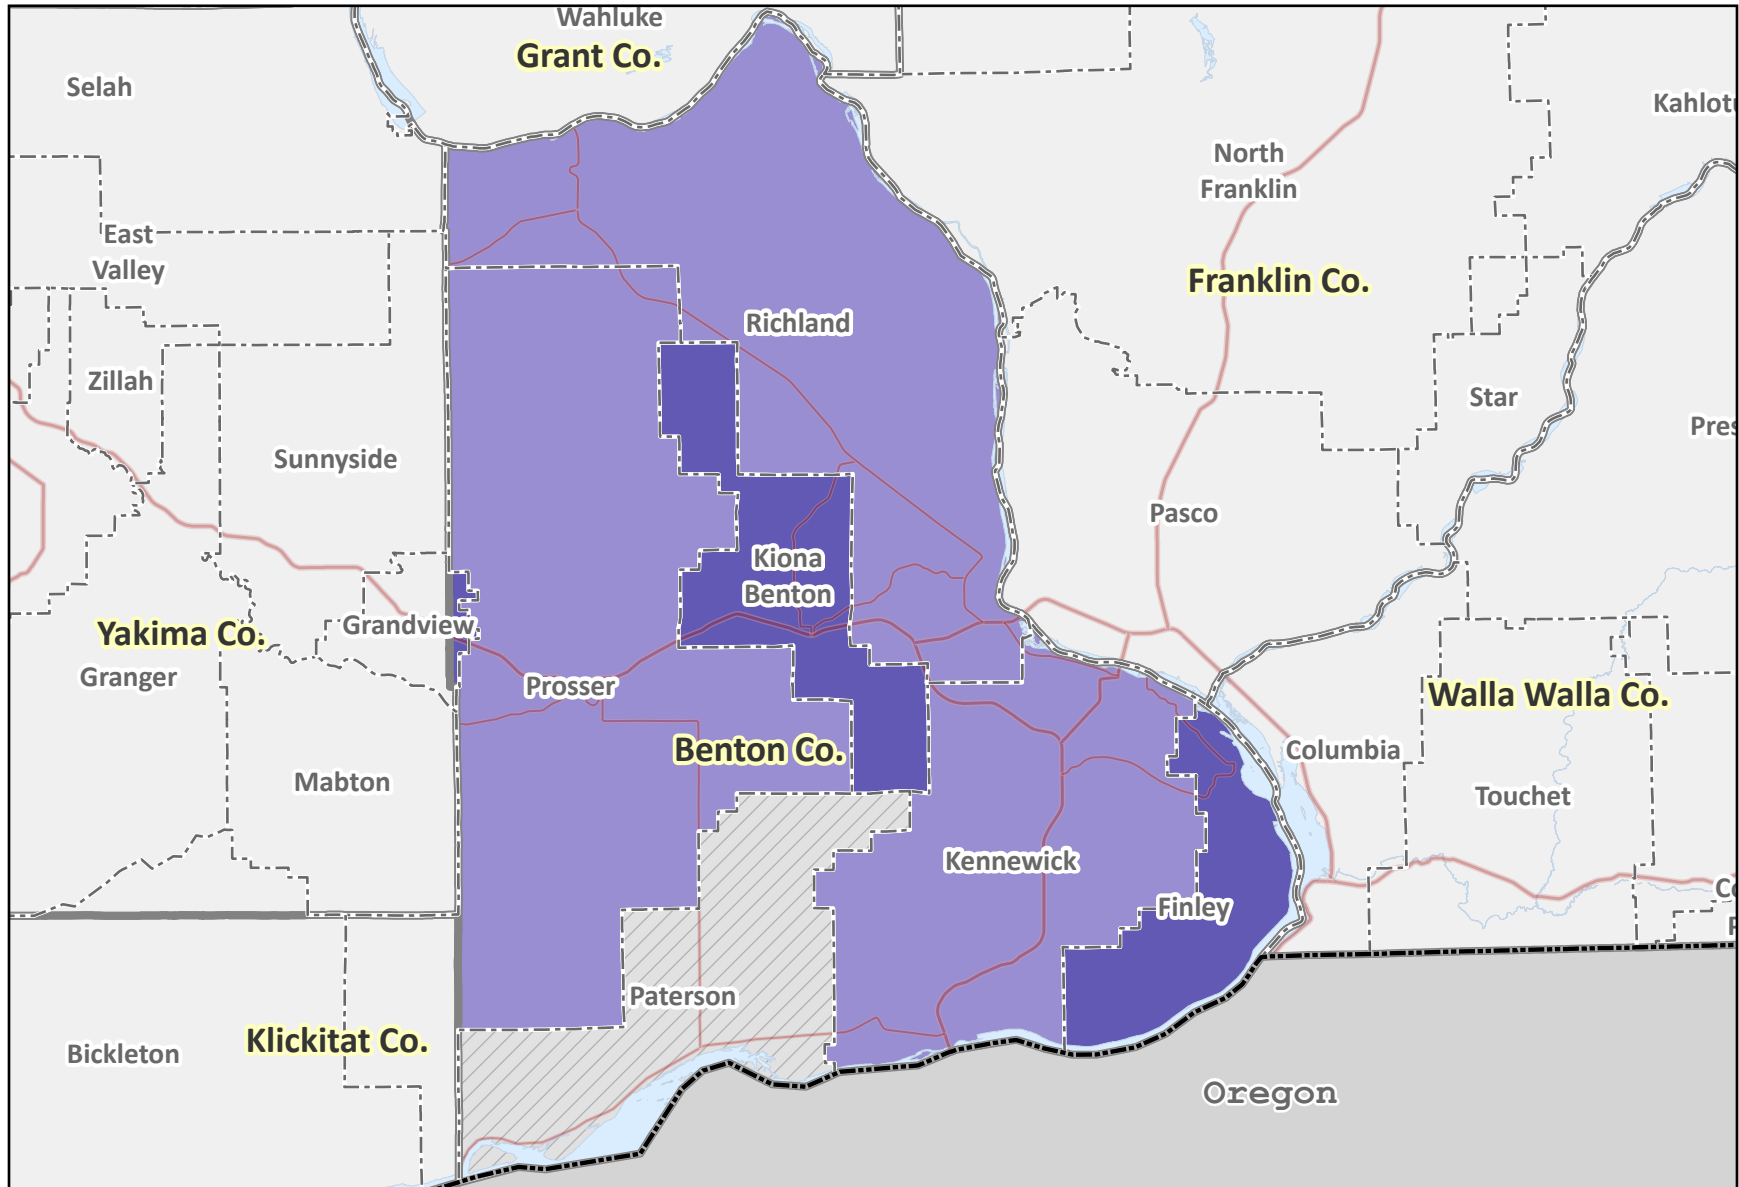 Wahluke
Grant Co.
Selah
Kahlot
North
Franklin
East
Valley
Franklin Co.
Richland
Zillah
Star
Pres
Sunnyside
Pasco
Kiona
Benton
Grandview
Yakima Co.
Granger
Prosser
Walla Walla Co.
Benton Co.
Columbia
Mabton
Touchet
Kennewick
Finley
Paterson
Klickitat Co.
Bickleton
Oregon